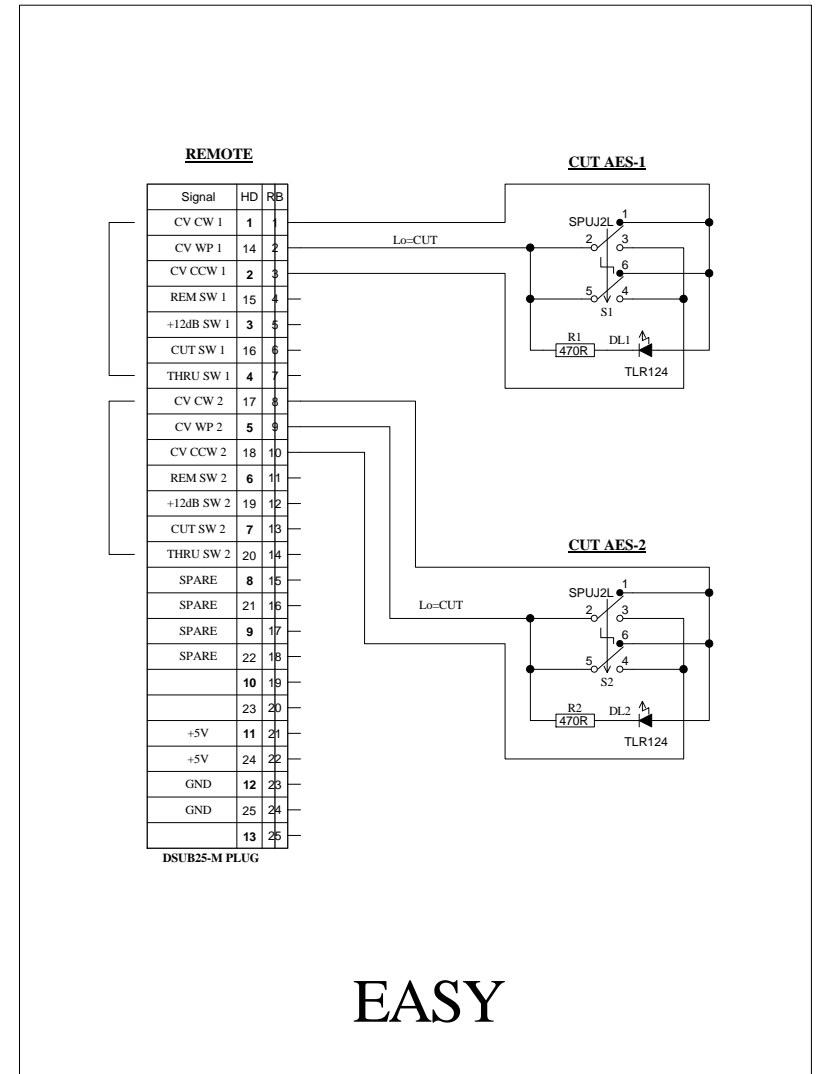 REMOTE
Signal HD RB
CV CW 1 1 1
CV WP 1 14 2
CV CCW 1 2 3
REM SW 1 15 4
+12dB SW 1 3 5
CUT SW 1 16 6
THRU SW 1 4 7
CV CW 2 17 8
CV WP 2 5 9
CV CCW 2 18 10
REM SW 2 6 11
+12dB SW 2 19 12
CUT SW 2 7 13
THRU SW 2 20 14
SPARE 8 15
SPARE 21 16
SPARE 9 17
SPARE 22 18
10 19
23 20
+5V 11 21
+5V 24 22
GND 12 23
GND 25 24
13 25
DSUB25-M PLUG
CUT AES-1
Lo=CUT
SPUJ2L 1
2 3
6
5 4
S1
R1 DL1
470R
TLR124
CUT AES-2
Lo=CUT
SPUJ2L 1
2 3
6
5 4
S2
R2 DL2
470R
TLR124
EASY